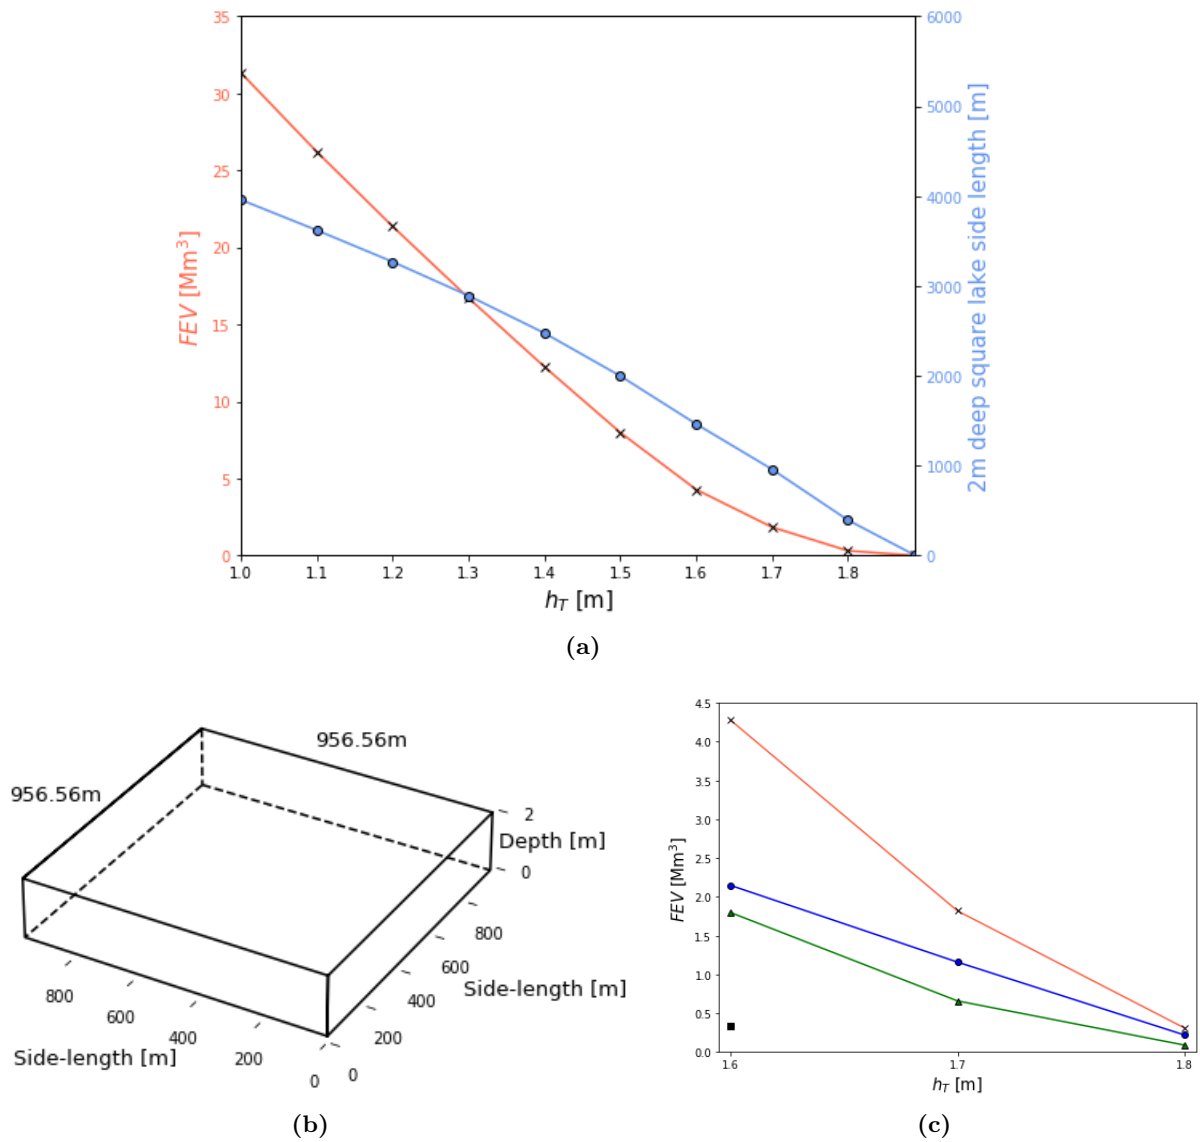 35
30
25
20
15
10
5
0
FEV [Mm³]
6000
5000
4000
3000
2000
1000
0
2m deep square lake side length [m]
1.0 1.1 1.2 1.3 1.4 1.5 1.6 1.7 1.8
h_T [m]
(a)
956.56m
956.56m
2
Depth [m]
0
800
600
400
200
0
Side-length [m]
800
600
400
200
0
Side-length [m]
(b)
4.5
4.0
3.5
3.0
2.5
2.0
1.5
1.0
0.5
0.0
FEV [Mm³]
1.6 1.7 1.8
h_T [m]
(c)